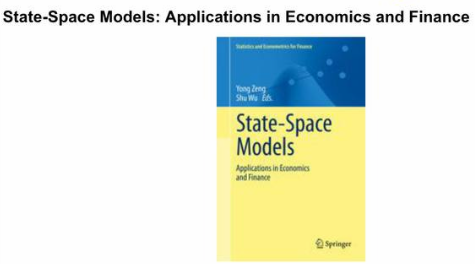 State-Space Models: Applications in Economics and Finance
Statistics and Econometrics for Finance
Yong Zeng
Shu Wu Eds.
State-Space
Models
Applications in Economics
and Finance
Springer